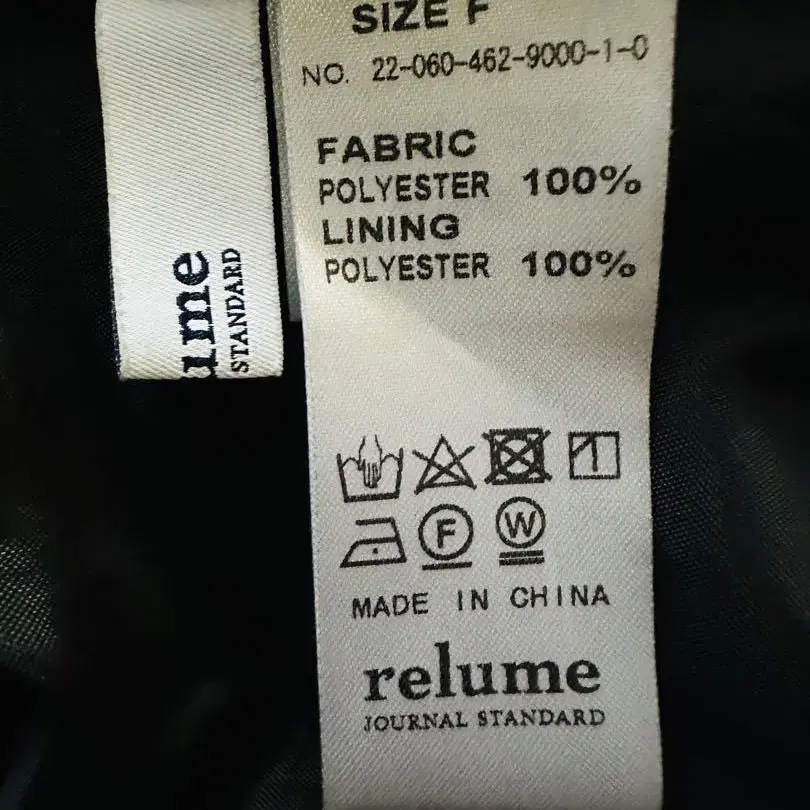 SIZE F
NO. 22-060-462-9000-1-0
FABRIC
POLYESTER 100%
LINING
POLYESTER 100%
F W
MADE IN CHINA
relume
JOURNAL STANDARD
ume
STANDARD